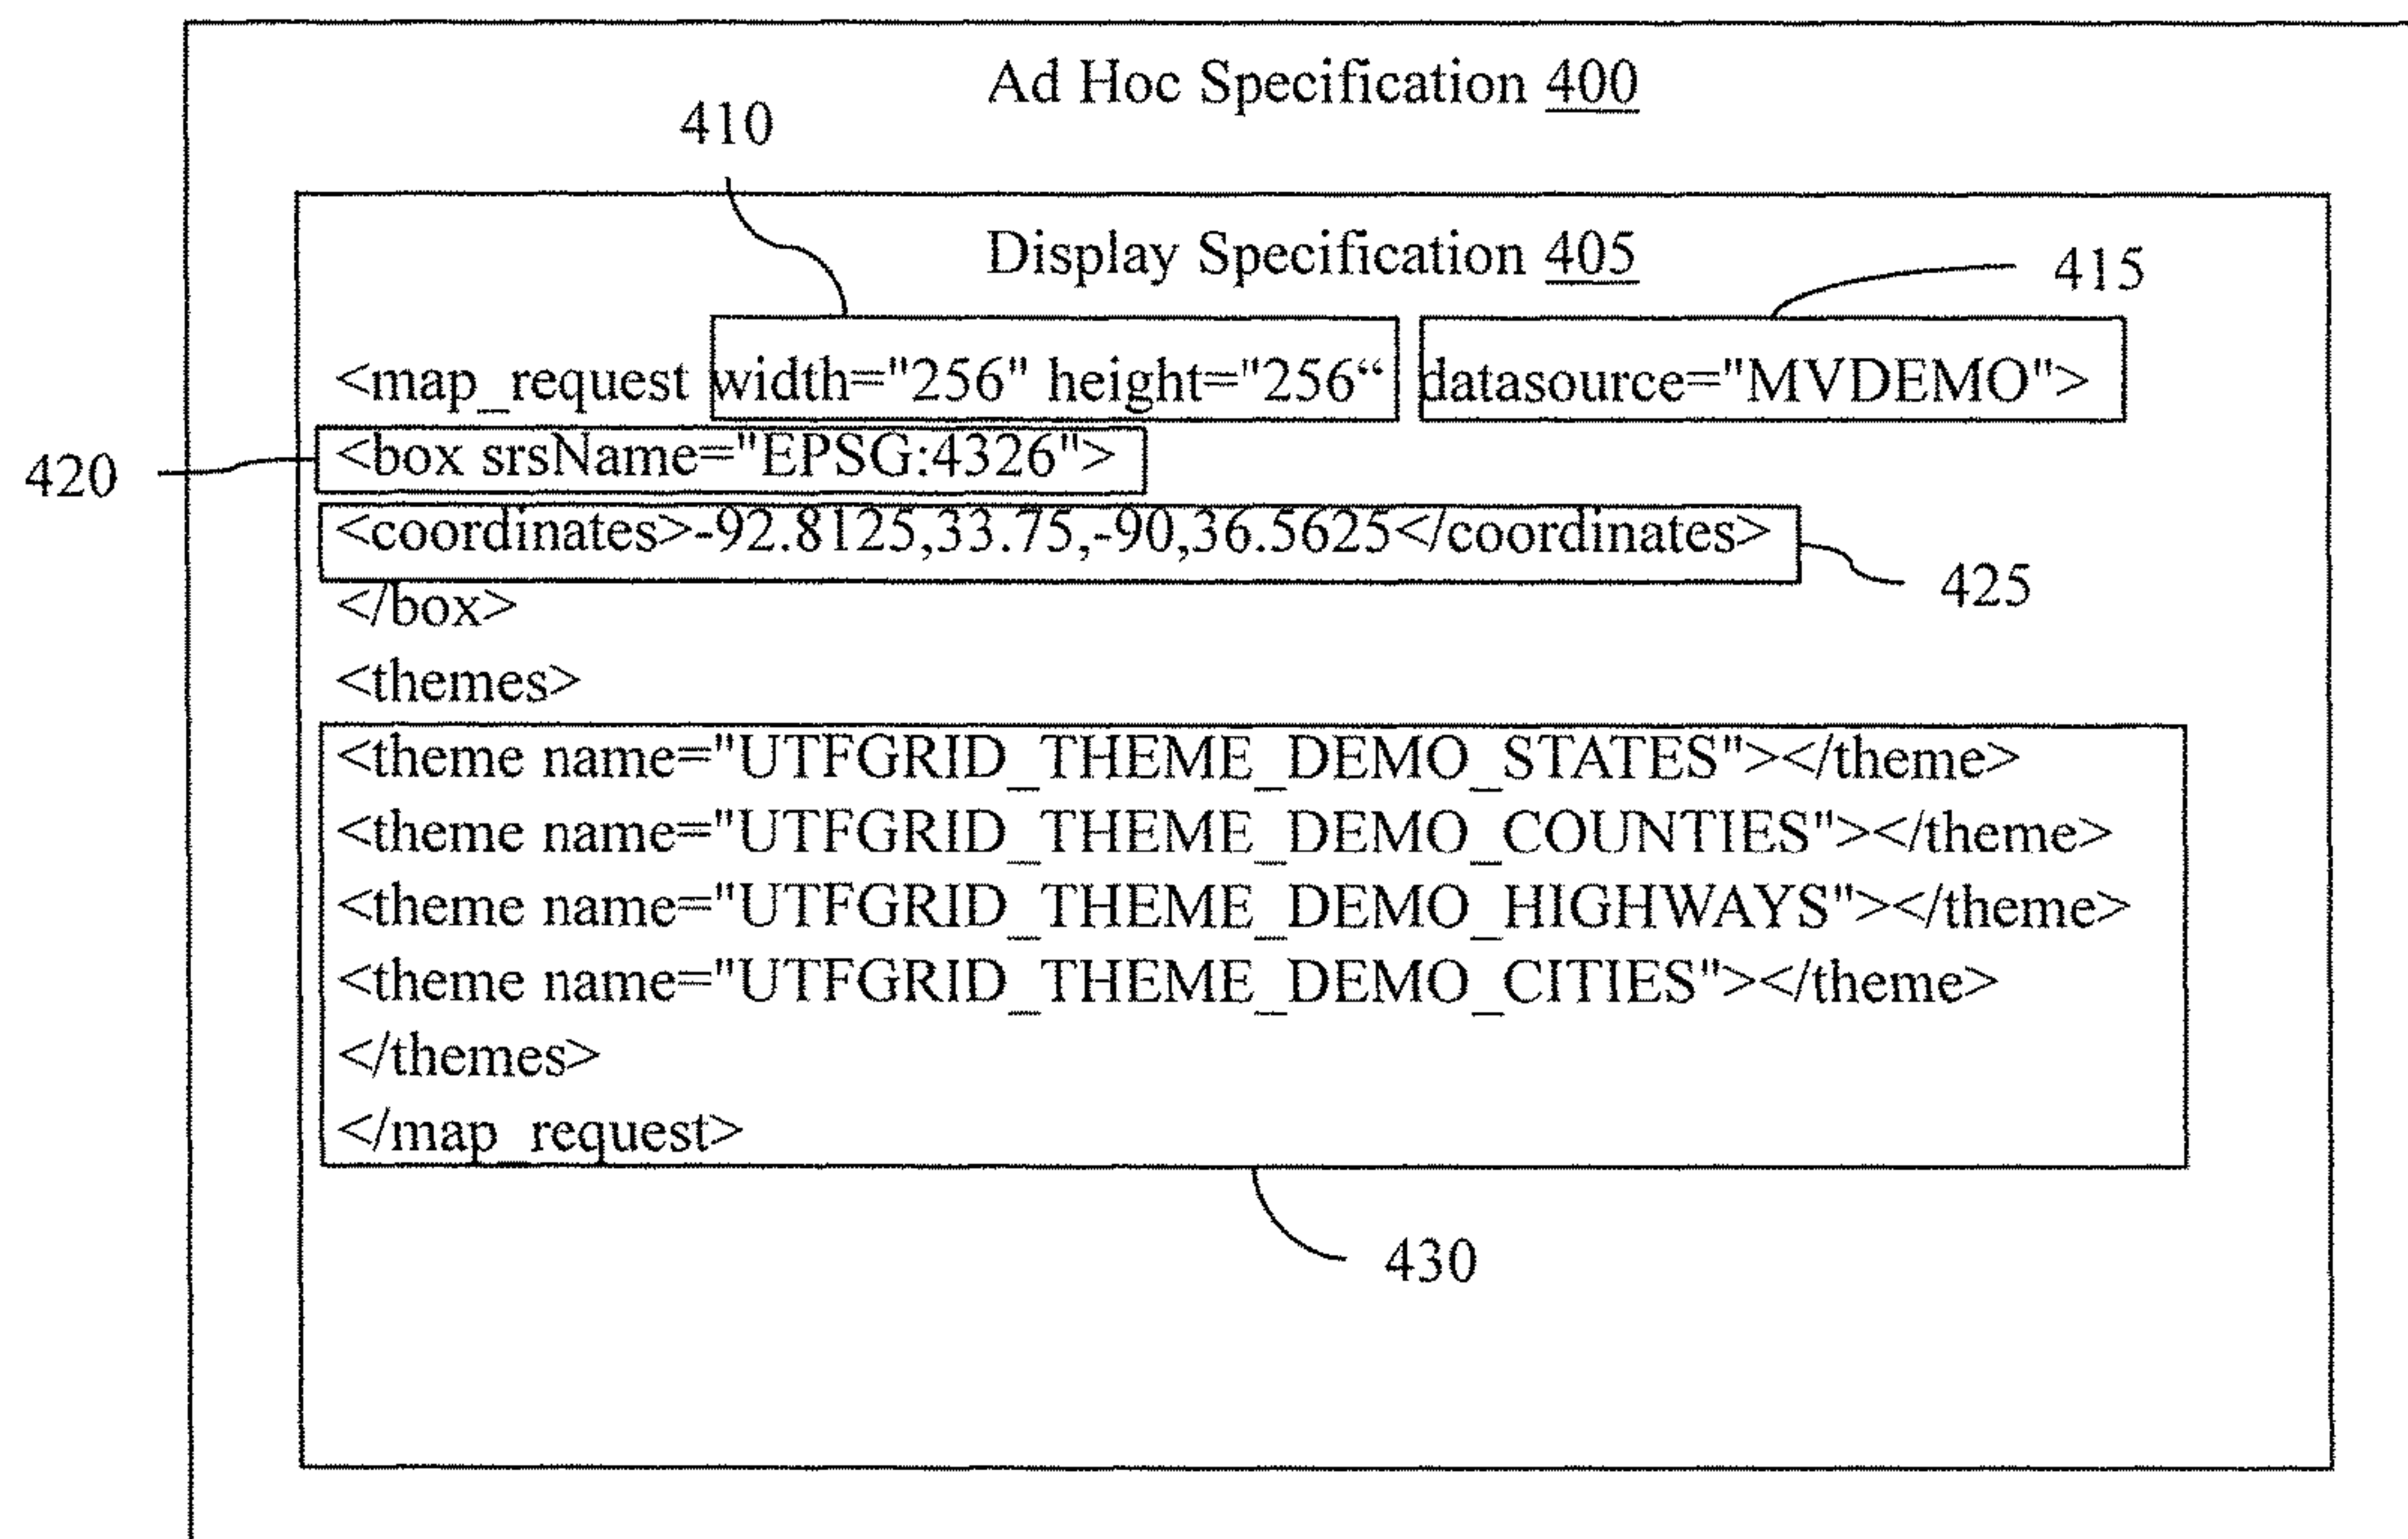 Ad Hoc Specification 400
410
Display Specification 405
415
<map_request width="256" height="256“ datasource="MVDEMO">
420
<box srsName="EPSG:4326">
<coordinates>-92.8125,33.75,-90,36.5625</coordinates>
425
</box>
<themes>
<theme name="UTFGRID_THEME_DEMO_STATES"></theme>
<theme name="UTFGRID_THEME_DEMO_COUNTIES"></theme>
<theme name="UTFGRID_THEME_DEMO_HIGHWAYS"></theme>
<theme name="UTFGRID_THEME_DEMO_CITIES"></theme>
</themes>
</map_request>
430